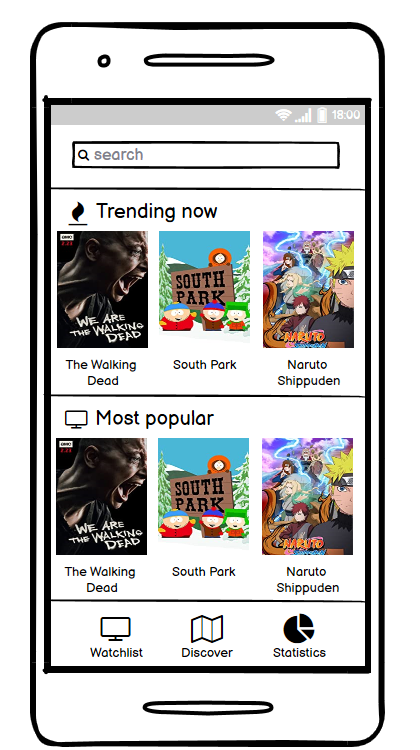 18:00
search
Trending now
AMC
WE ARE
THE WALKING
DEAD
SOUTH
PARK
NARUTO
The Walking
Dead
South Park
Naruto
Shippuden
Most popular
AMC
WE ARE
THE WALKING
DEAD
SOUTH
PARK
NARUTO
The Walking
Dead
South Park
Naruto
Shippuden
Watchlist
Discover
Statistics